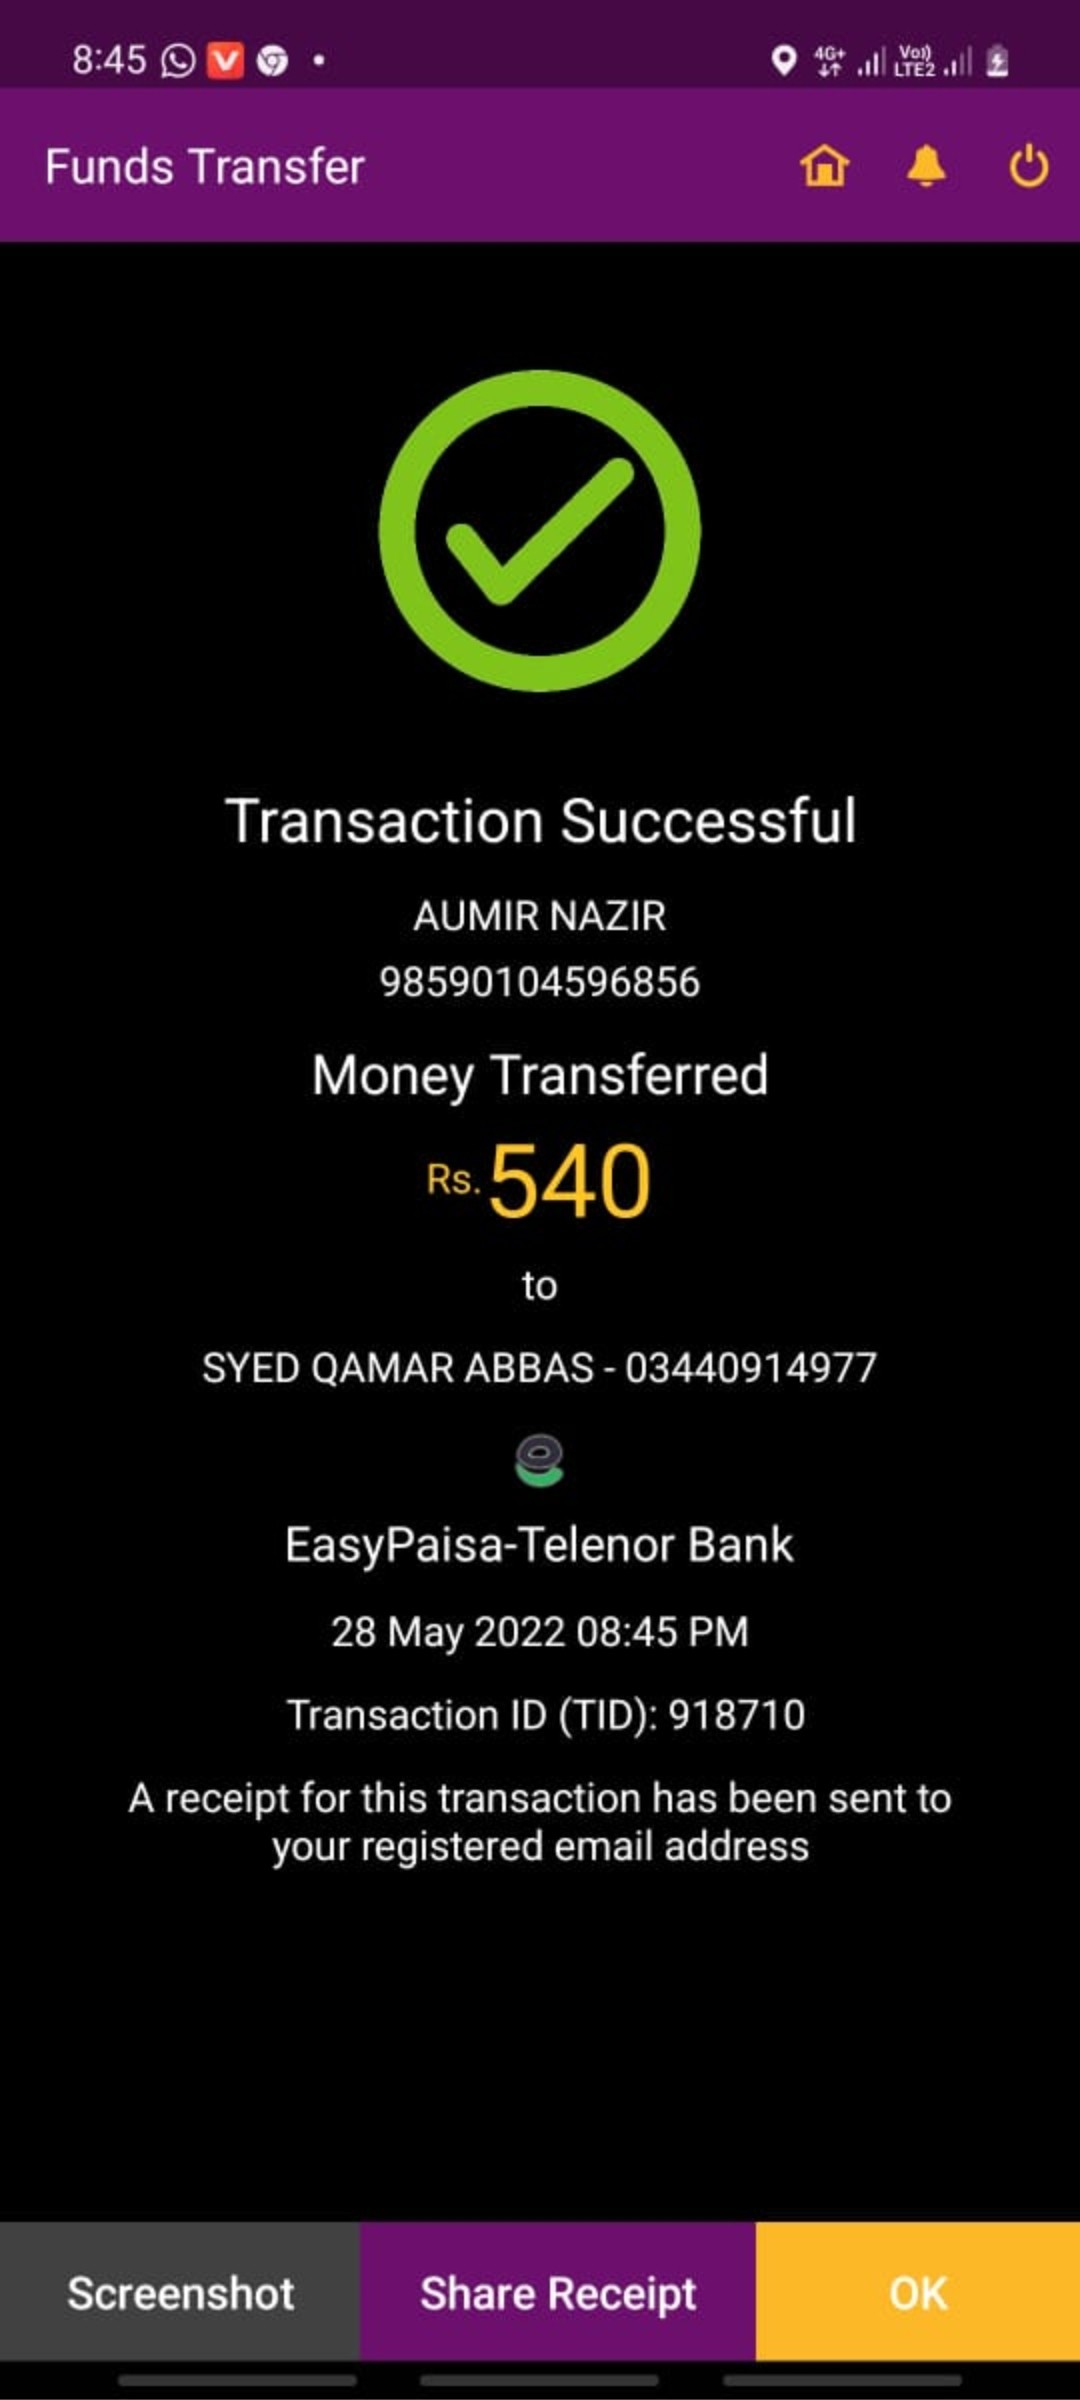 8:45
4G+
Vo))
LTE2
Funds Transfer
Transaction Successful
AUMIR NAZIR
98590104596856
Money Transferred
Rs.540
to
SYED QAMAR ABBAS - 03440914977
EasyPaisa-Telenor Bank
28 May 2022 08:45 PM
Transaction ID (TID): 918710
A receipt for this transaction has been sent to
your registered email address
Screenshot
Share Receipt
OK